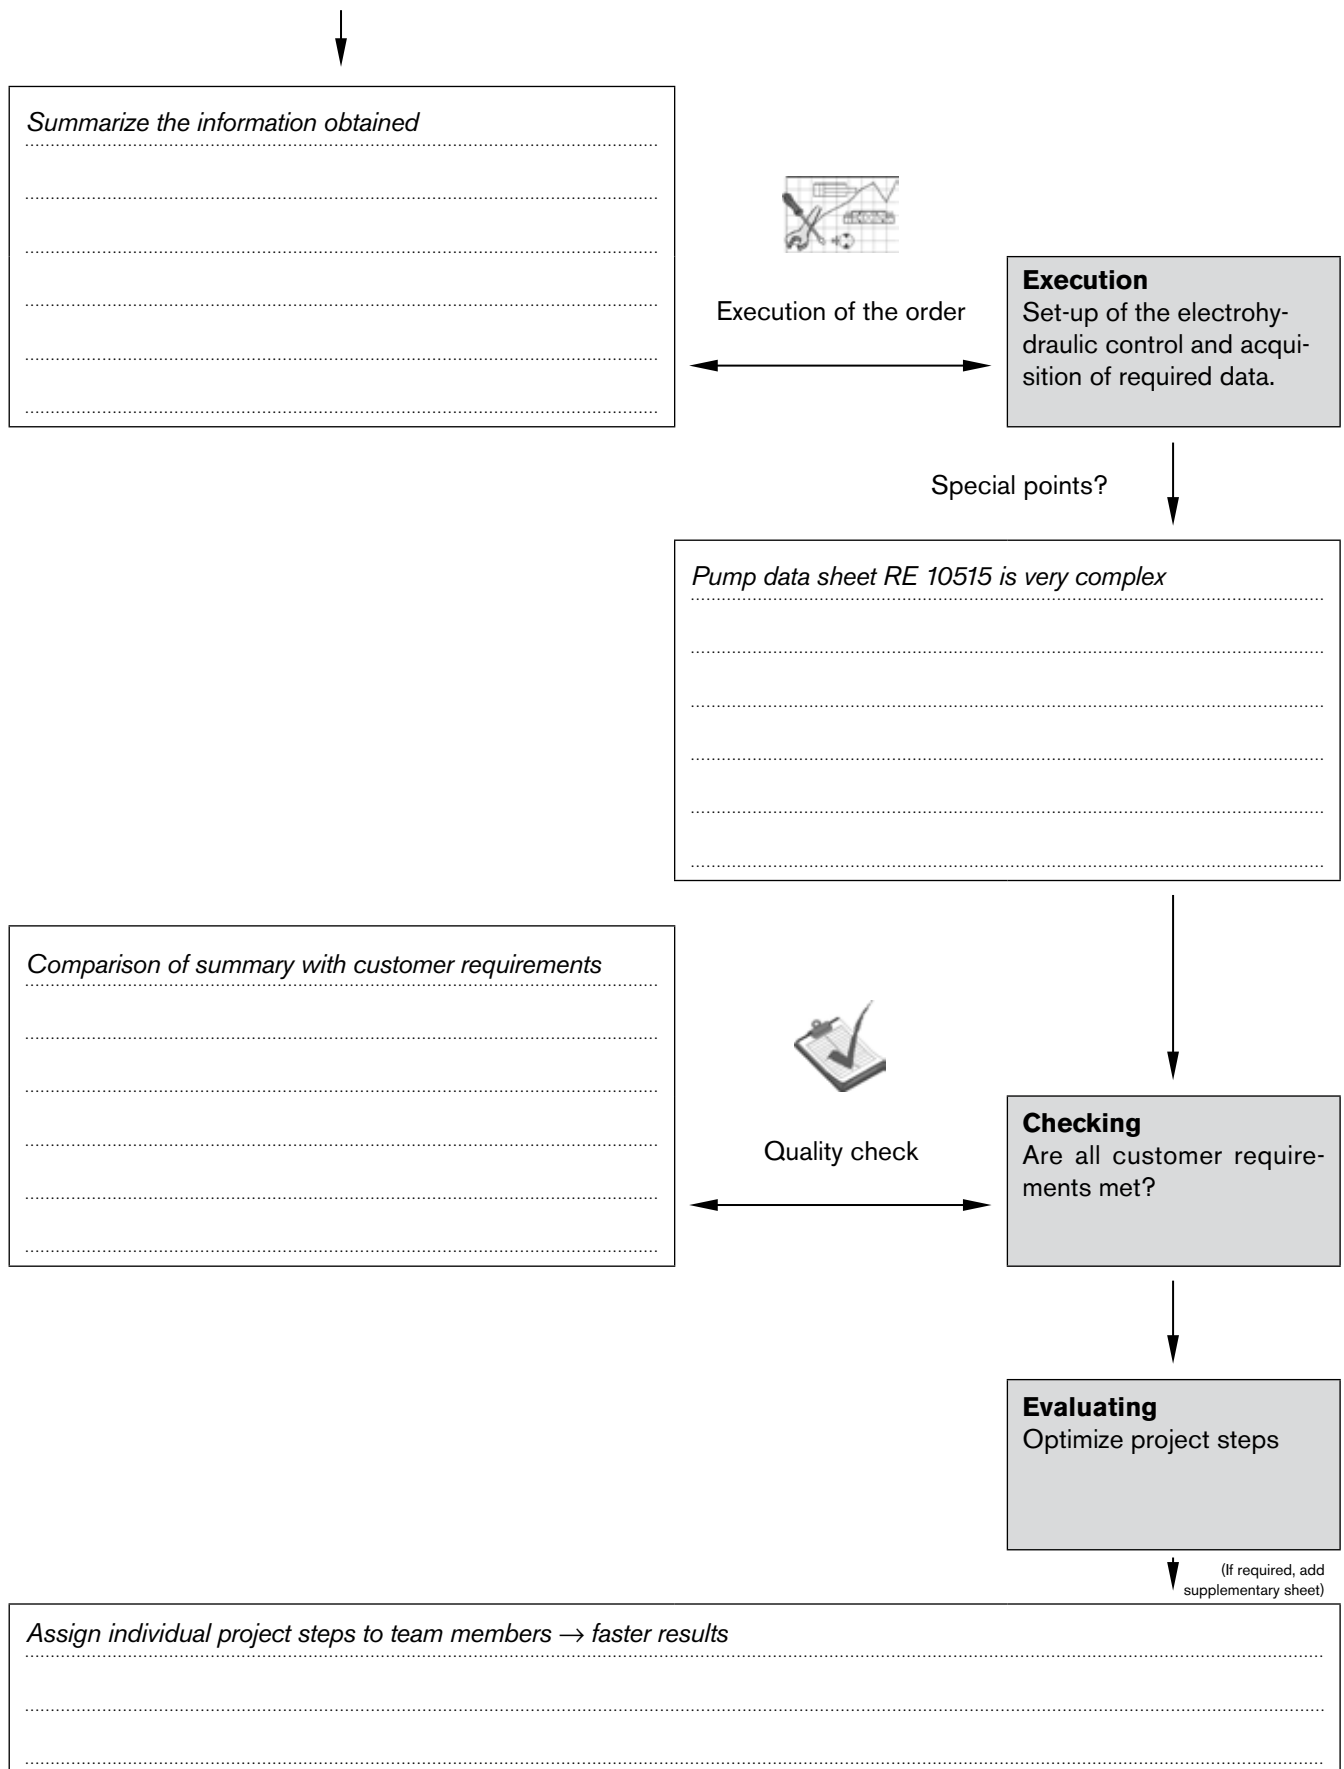 Summarize the information obtained
Execution of the order
Execution
Set-up of the electrohy-
draulic control and acqui-
sition of required data.
Special points?
Pump data sheet RE 10515 is very complex
Comparison of summary with customer requirements
Quality check
Checking
Are all customer require-
ments met?
Evaluating
Optimize project steps
(If required, add
supplementary sheet)
Assign individual project steps to team members → faster results